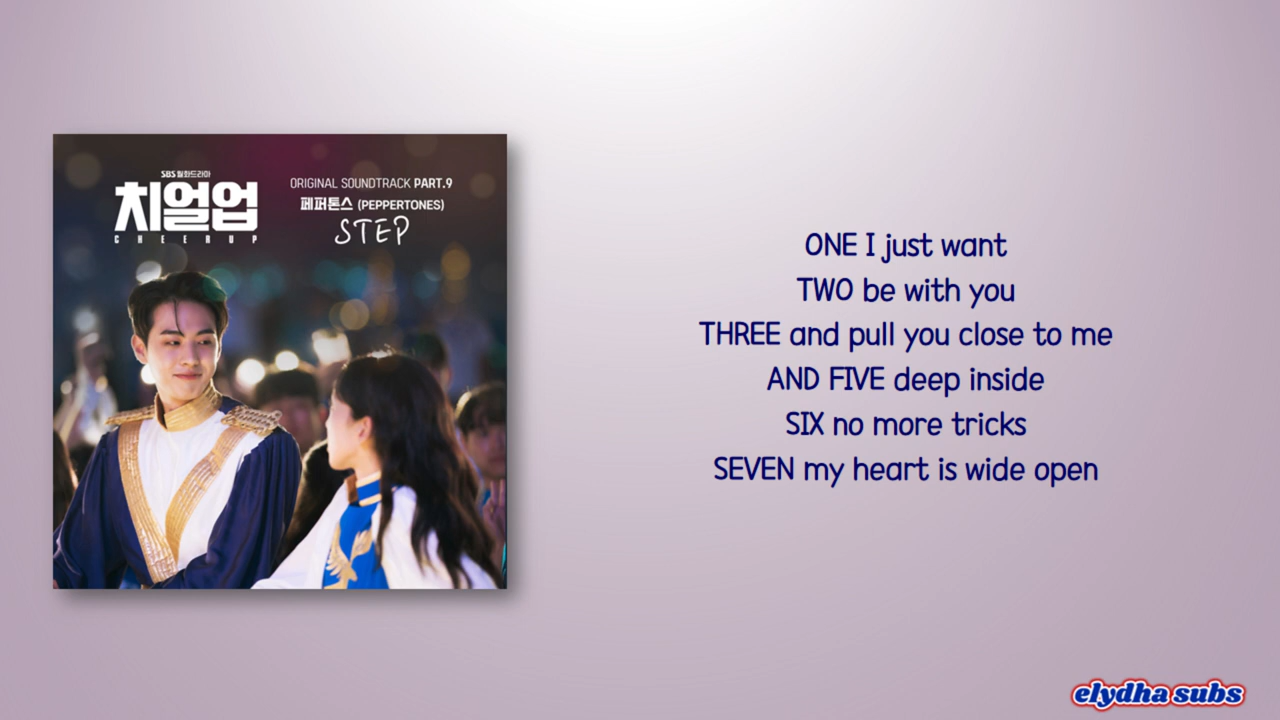 SBS 월화드라마
치얼업
CHEERUP
ORIGINAL SOUNDTRACK PART.9
페퍼톤스 (PEPPERTONES)
STEP
ONE I just want
TWO be with you
THREE and pull you close to me
AND FIVE deep inside
SIX no more tricks
SEVEN my heart is wide open
elydha subs